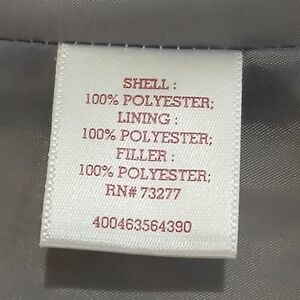 SHELL :
100% POLYESTER;
LINING :
100% POLYESTER;
FILLER :
100% POLYESTER;
RN# 73277
400463564390